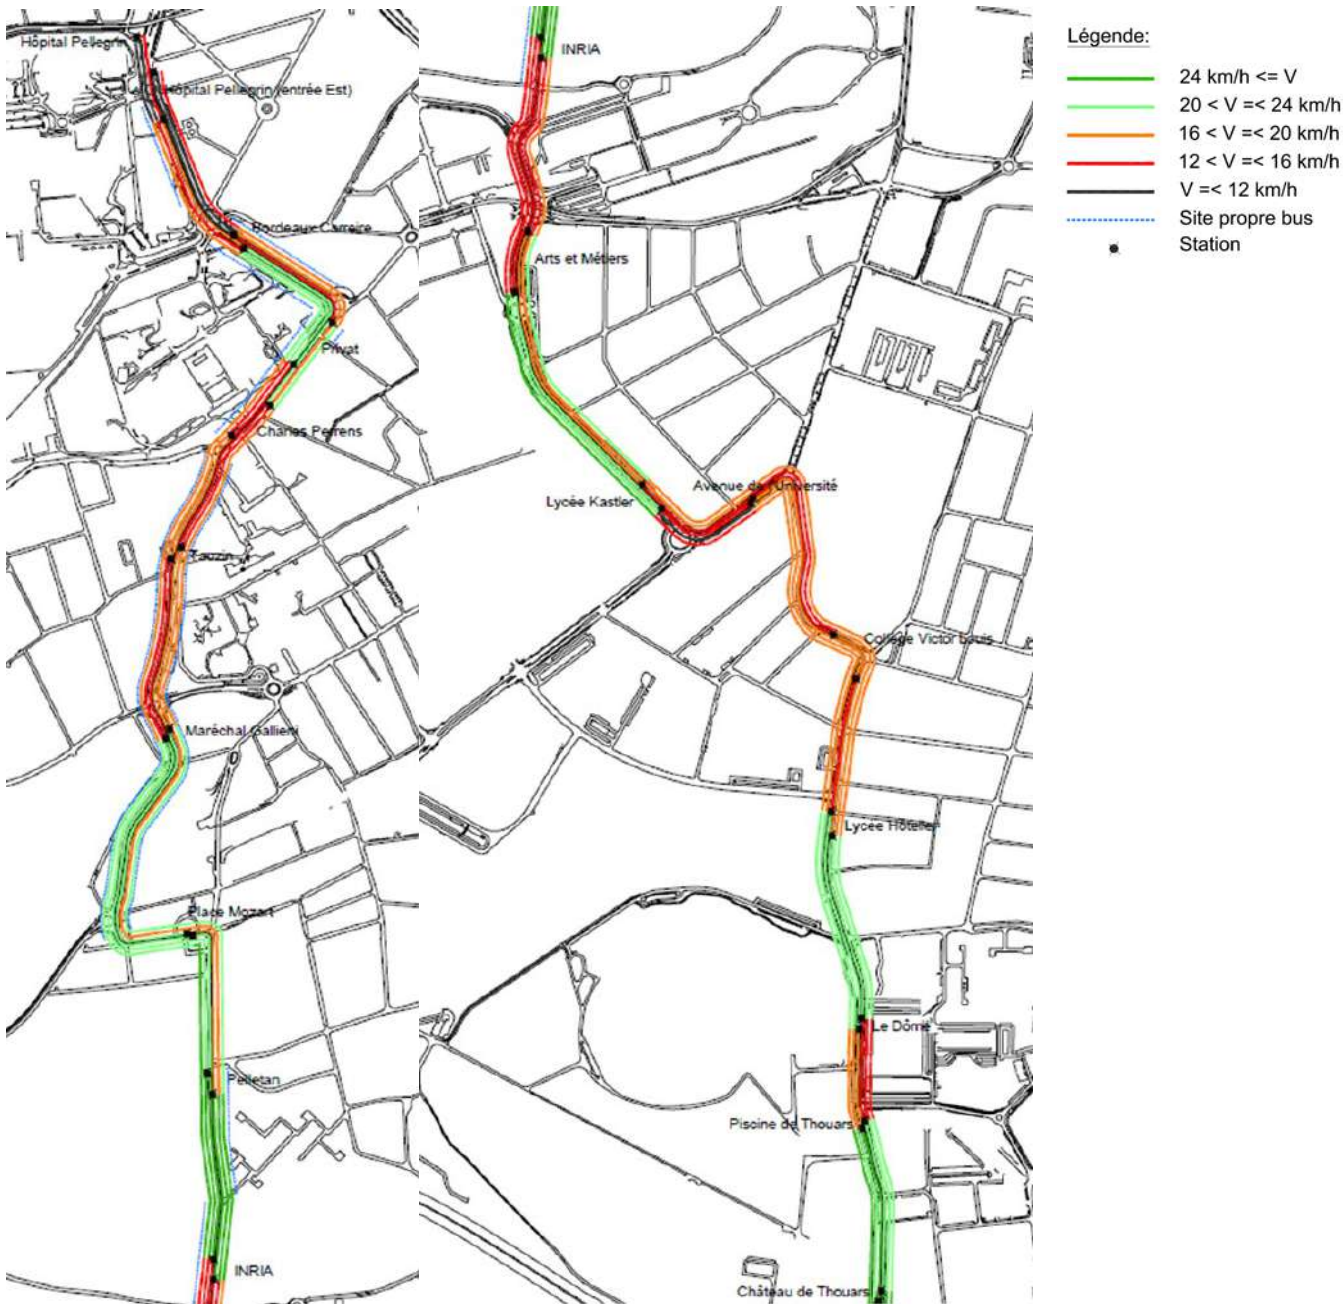 Hôpital Pellegrin
Hôpital Pellegrin (entrée Est)
Bordeaux Carreire
Privat
Charles Perrens
Tauzin
Maréchal Gallieni
Place Mozart
Pelletan
INRIA
INRIA
Arts et Métiers
Avenue de l'Université
Lycée Kastler
Collège Victor Louis
Lycée Hôtelier
Le Dôme
Piscine de Thouars
Château de Thouars
Légende:
24 km/h <= V
20 < V =< 24 km/h
16 < V =< 20 km/h
12 < V =< 16 km/h
V =< 12 km/h
Site propre bus
Station